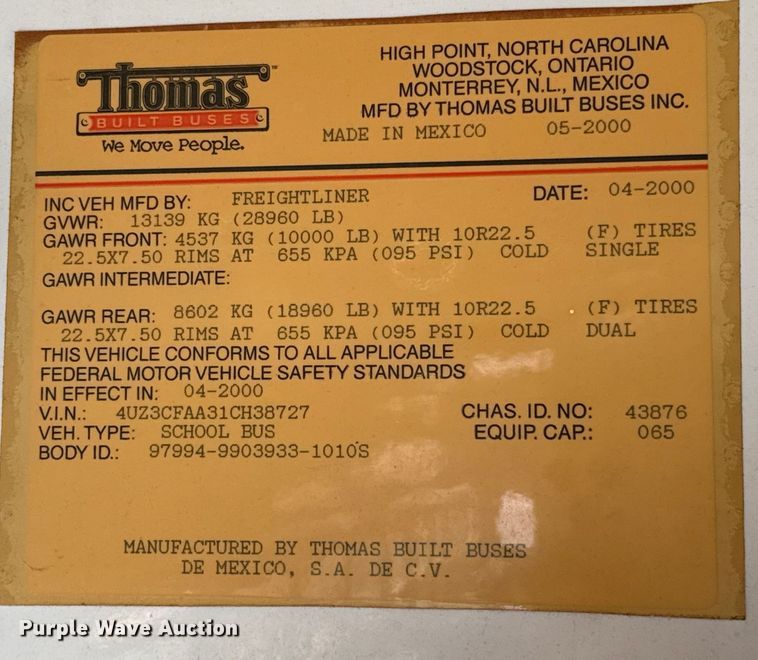 Thomas™
BUILT BUSES
We Move People.
HIGH POINT, NORTH CAROLINA
WOODSTOCK, ONTARIO
MONTERREY, N.L., MEXICO
MFD BY THOMAS BUILT BUSES INC.
MADE IN MEXICO 05-2000
INC VEH MFD BY: FREIGHTLINER DATE: 04-2000
GVWR: 13139 KG (28960 LB)
GAWR FRONT: 4537 KG (10000 LB) WITH 10R22.5 (F) TIRES
22.5X7.50 RIMS AT 655 KPA (095 PSI) COLD SINGLE
GAWR INTERMEDIATE:
GAWR REAR: 8602 KG (18960 LB) WITH 10R22.5 (F) TIRES
22.5X7.50 RIMS AT 655 KPA (095 PSI) COLD DUAL
THIS VEHICLE CONFORMS TO ALL APPLICABLE
FEDERAL MOTOR VEHICLE SAFETY STANDARDS
IN EFFECT IN: 04-2000
V.I.N.: 4UZ3CFAA31CH38727 CHAS. ID. NO: 43876
VEH. TYPE: SCHOOL BUS EQUIP. CAP.: 065
BODY ID.: 97994-9903933-1010S
MANUFACTURED BY THOMAS BUILT BUSES
DE MEXICO, S.A. DE C.V.
Purple Wave Auction